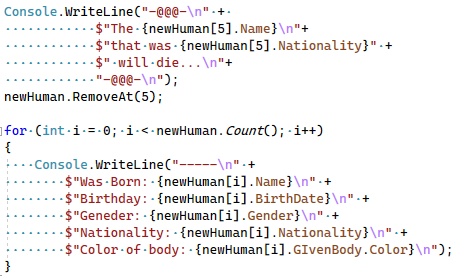 Console.WriteLine("-@@@-\n" +
            $"The {newHuman[5].Name}\n"+
            $"that was {newHuman[5].Nationality}" +
            $" will die...\n"+
            "-@@@-\n");
newHuman.RemoveAt(5);

for (int i = 0; i < newHuman.Count(); i++)
{
    Console.WriteLine("-----\n" +
        $"Was Born: {newHuman[i].Name}\n" +
        $"Birthday: {newHuman[i].BirthDate}\n" +
        $"Geneder: {newHuman[i].Gender}\n" +
        $"Nationality: {newHuman[i].Nationality}\n" +
        $"Color of body: {newHuman[i].GIvenBody.Color}\n");
}